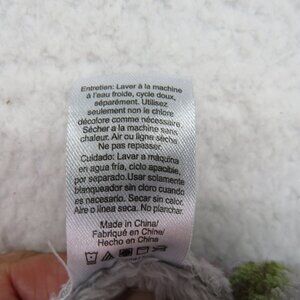 Entretien: Laver à la machine
à l'eau froide, cycle doux,
séparément. Utilisez
seulement non le chlore
décolore comme nécessaire
Sécher a la machine sans
chaleur. Air ou ligne sèche
Ne pas repasser.
Cuidado: Lavar a máquina
en agua fría, ciclo apacible,
por separado.Usar solamente
blanqueador sin cloro cuando
es necesario. Secar sin calor.
Aire o línea seca. No planchar.
Made in China/
Fabriqué en China/
Hecho en China